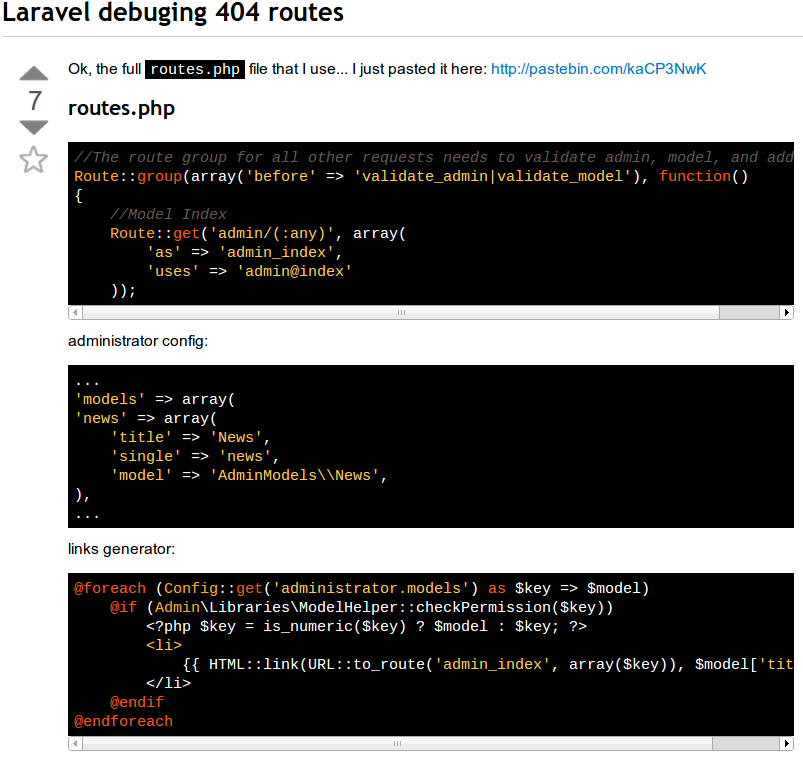 Laravel debuging 404 routes
Ok, the full routes.php file that I use... I just pasted it here: http://pastebin.com/kaCP3NwK
7
routes.php
//The route group for all other requests needs to validate admin, model, and add
Route::group(array('before' => 'validate_admin|validate_model'), function()
{
    //Model Index
    Route::get('admin/(:any)', array(
        'as' => 'admin_index',
        'uses' => 'admin@index'
    ));
administrator config:
...
'models' => array(
'news' => array(
    'title' => 'News',
    'single' => 'news',
    'model' => 'AdminModels\\News',
),
...
links generator:
@foreach (Config::get('administrator.models') as $key => $model)
    @if (Admin\Libraries\ModelHelper::checkPermission($key))
        <?php $key = is_numeric($key) ? $model : $key; ?>
        <li>
            {{ HTML::link(URL::to_route('admin_index', array($key)), $model['tit
        </li>
    @endif
@endforeach